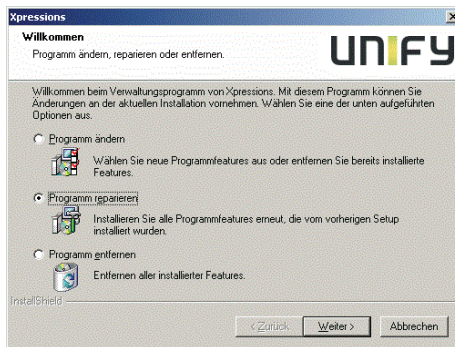 Xpressions
Willkommen
Programm ändern, reparieren oder entfernen.
UNIFY
Willkommen beim Verwaltungsprogramm von Xpressions. Mit diesem Programm können Sie
Änderungen an der aktuellen Installation vornehmen. Wählen Sie eine der unten aufgeführten
Optionen aus.
Programm ändern
Wählen Sie neue Programmfeatures aus oder entfernen Sie bereits installierte
Features.
Programm reparieren
Installieren Sie alle Programmfeatures erneut, die vom vorherigen Setup
installiert wurden.
Programm entfernen
Entfernen aller installierter Features.
InstallShield
< Zurück
Weiter >
Abbrechen